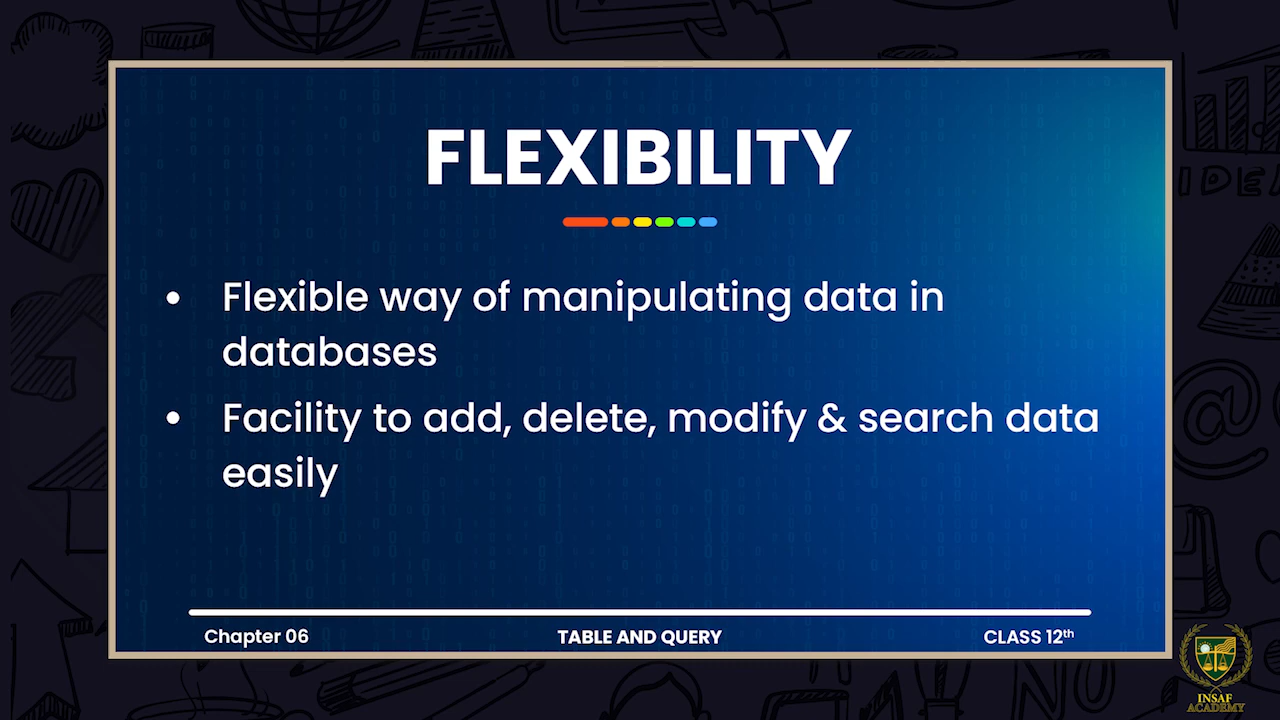 FLEXIBILITY
• Flexible way of manipulating data in
databases
• Facility to add, delete, modify & search data
easily
Chapter 06
TABLE AND QUERY
CLASS 12th
IDEA
INSAF
ACADEMY